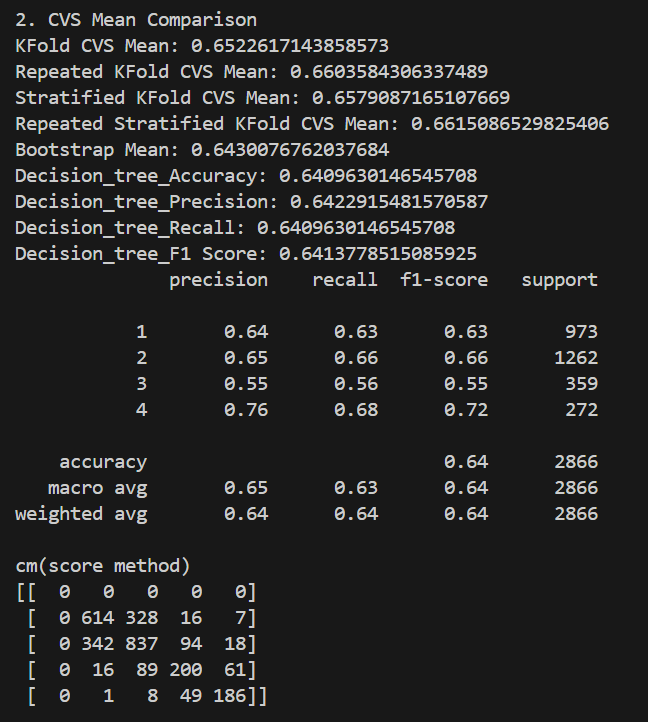 2. CVS Mean Comparison
KFold CVS Mean: 0.6522617143858573
Repeated KFold CVS Mean: 0.6603584306337489
Stratified KFold CVS Mean: 0.6579087165107669
Repeated Stratified KFold CVS Mean: 0.6615086529825406
Bootstrap Mean: 0.6430076762037684
Decision_tree_Accuracy: 0.6409630146545708
Decision_tree_Precision: 0.6422915481570587
Decision_tree_Recall: 0.6409630146545708
Decision_tree_F1 Score: 0.6413778515085925
precision recall f1-score support
1 0.64 0.63 0.63 973
2 0.65 0.66 0.66 1262
3 0.55 0.56 0.55 359
4 0.76 0.68 0.72 272
accuracy 0.64 2866
macro avg 0.65 0.63 0.64 2866
weighted avg 0.64 0.64 0.64 2866
cm(score method)
[[ 0 0 0 0 0]
[ 0 614 328 16 7]
[ 0 342 837 94 18]
[ 0 16 89 200 61]
[ 0 1 8 49 186]]